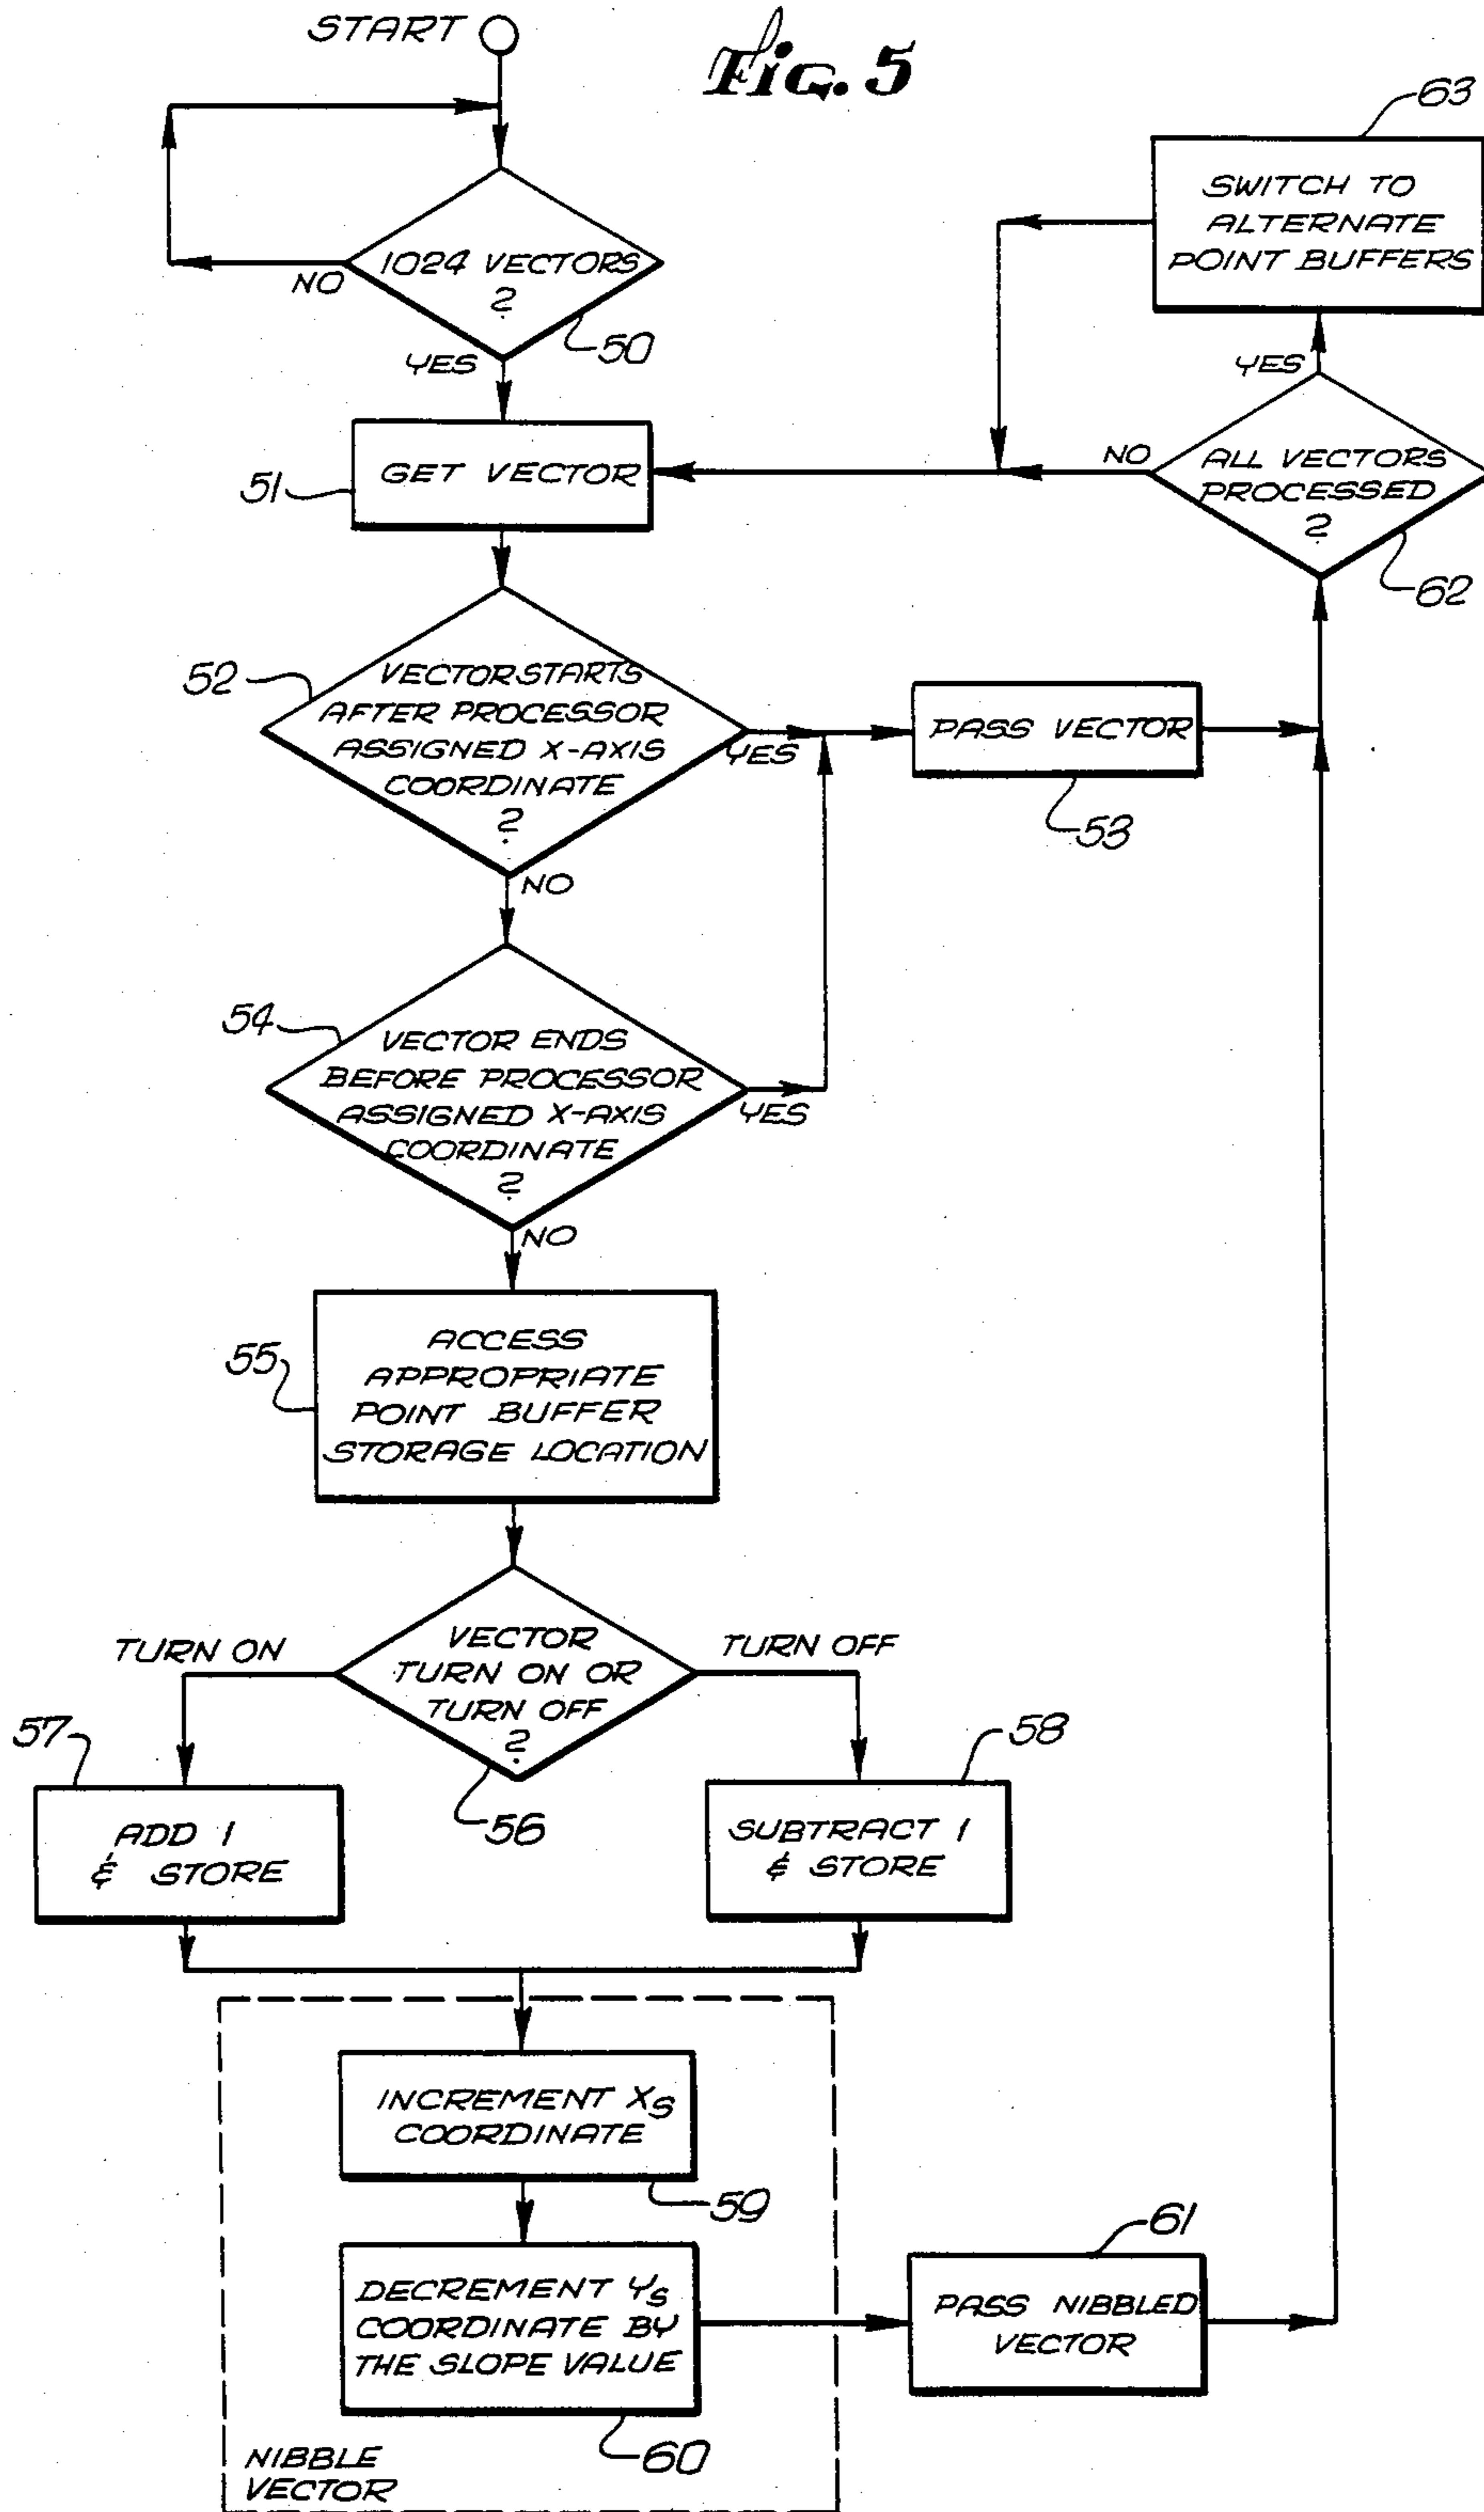 START
Fig. 5
63
SWITCH TO
ALTERNATE
POINT BUFFERS
1024 VECTORS
?
NO
50
YES
YES
GET VECTOR
51
NO
ALL VECTORS
PROCESSED
?
62
52
VECTOR STARTS
AFTER PROCESSOR
ASSIGNED X-AXIS
COORDINATE
?
YES
PASS VECTOR
53
NO
54
VECTOR ENDS
BEFORE PROCESSOR
ASSIGNED X-AXIS
COORDINATE
?
YES
NO
55
ACCESS
APPROPRIATE
POINT BUFFER
STORAGE LOCATION
TURN ON
VECTOR
TURN ON OR
TURN OFF
?
TURN OFF
57
56
58
ADD 1
& STORE
SUBTRACT 1
& STORE
INCREMENT XS
COORDINATE
59
DECREMENT YS
COORDINATE BY
THE SLOPE VALUE
60
61
PASS NIBBLED
VECTOR
NIBBLE
VECTOR